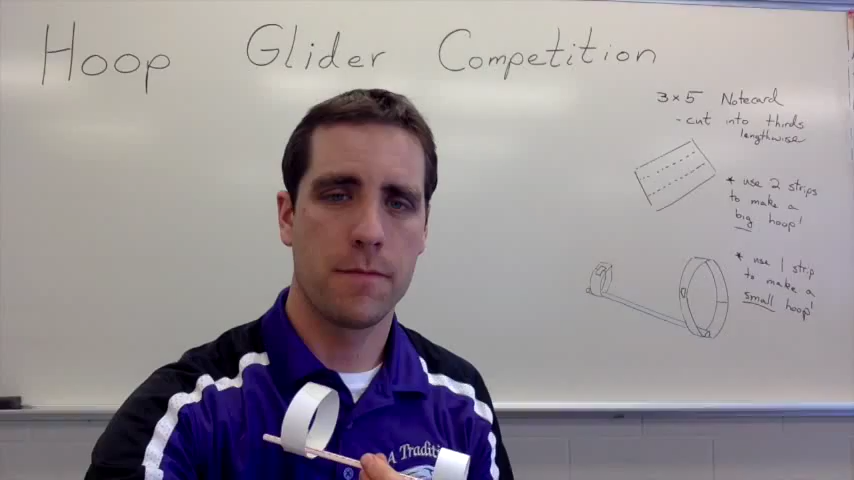 Hoop Glider Competition
3 x 5 Notecard
- cut into thirds
lengthwise
* use 2 strips
to make a
big hoop!
* use 1 strip
to make a
small hoop!
A Traditi